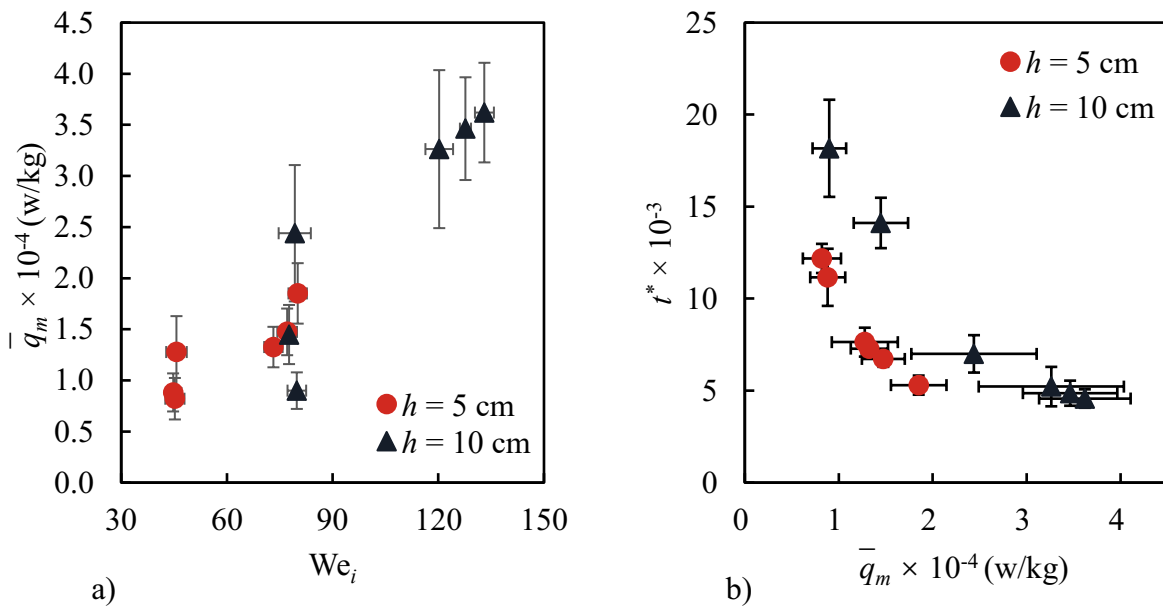 4.5
4.0
3.5
3.0
2.5
2.0
1.5
1.0
0.5
0.0
30 60 90 120 150
q̅m × 10-4 (w/kg)
Wei
h = 5 cm
h = 10 cm
a)
25
20
15
10
5
0
0 1 2 3 4
t* × 10-3
q̅m × 10-4 (w/kg)
h = 5 cm
h = 10 cm
b)